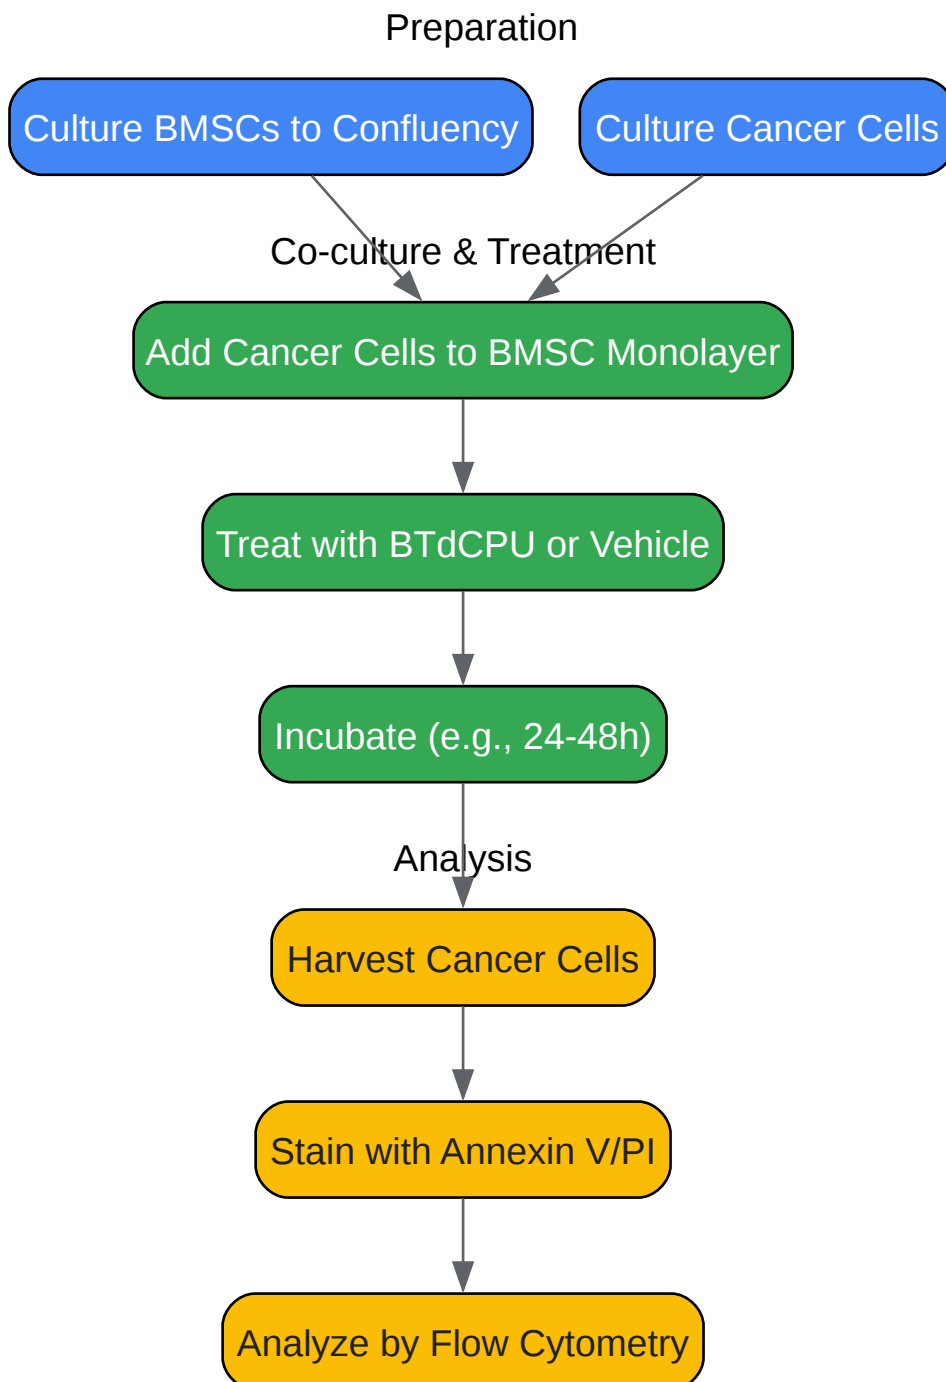 Preparation
Culture BMSCs to Confluency
Culture Cancer Cells
Co-culture & Treatment
Add Cancer Cells to BMSC Monolayer
Treat with BTdCPU or Vehicle
Incubate (e.g., 24-48h)
Analysis
Harvest Cancer Cells
Stain with Annexin V/PI
Analyze by Flow Cytometry